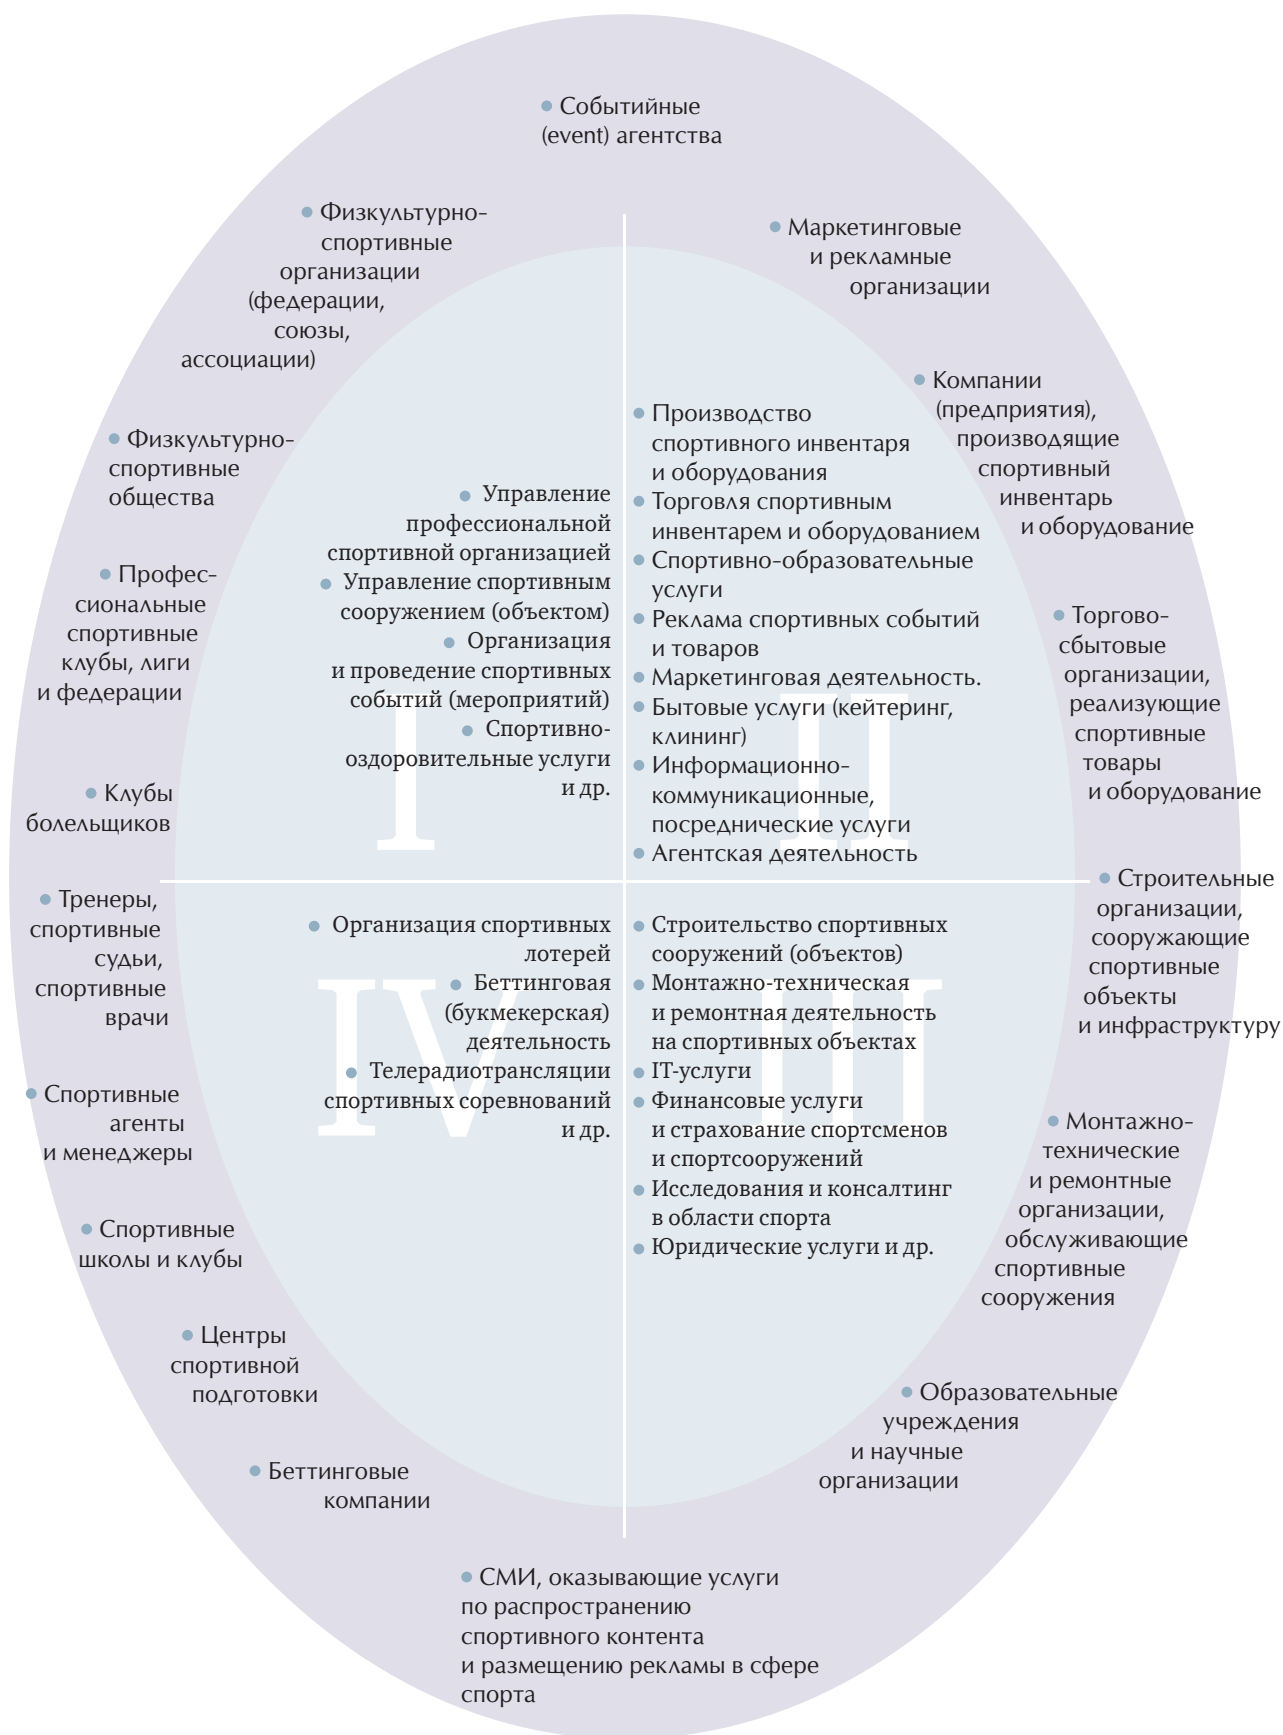 • Событийные
(event) агентства
• Физкультурно-
спортивные
организации
(федерации,
союзы,
ассоциации)
• Маркетинговые
и рекламные
организации
• Физкультурно-
спортивные
общества
• Компании
(предприятия),
производящие
спортивный
инвентарь
и оборудование
• Профес-
сиональные
спортивные
клубы, лиги
и федерации
• Торгово-
сбытовые
организации,
реализующие
спортивные
товары
и оборудование
• Клубы
болельщиков
• Тренеры,
спортивные
судьи,
спортивные
врачи
• Строительные
организации,
сооружающие
спортивные
объекты
и инфраструктуру
• Спортивные
агенты
и менеджеры
• Монтажно-
технические
и ремонтные
организации,
обслуживающие
спортивные
сооружения
• Спортивные
школы и клубы
• Центры
спортивной
подготовки
• Образовательные
учреждения
и научные
организации
• Беттинговые
компании
• СМИ, оказывающие услуги
по распространению
спортивного контента
и размещению рекламы в сфере
спорта
I
• Управление
профессиональной
спортивной организацией
• Управление спортивным
сооружением (объектом)
• Организация
и проведение спортивных
событий (мероприятий)
• Спортивно-
оздоровительные услуги
и др.
II
• Производство
спортивного инвентаря
и оборудования
• Торговля спортивным
инвентарем и оборудованием
• Спортивно-образовательные
услуги
• Реклама спортивных событий
и товаров
• Маркетинговая деятельность.
• Бытовые услуги (кейтеринг,
клининг)
• Информационно-
коммуникационные,
посреднические услуги
• Агентская деятельность
IV
• Организация спортивных
лотерей
• Беттинговая
(букмекерская)
деятельность
• Телерадиотрансляции
спортивных соревнований
и др.
III
• Строительство спортивных
сооружений (объектов)
• Монтажно-техническая
и ремонтная деятельность
на спортивных объектах
• IT-услуги
• Финансовые услуги
и страхование спортсменов
и спортсооружений
• Исследования и консалтинг
в области спорта
• Юридические услуги и др.